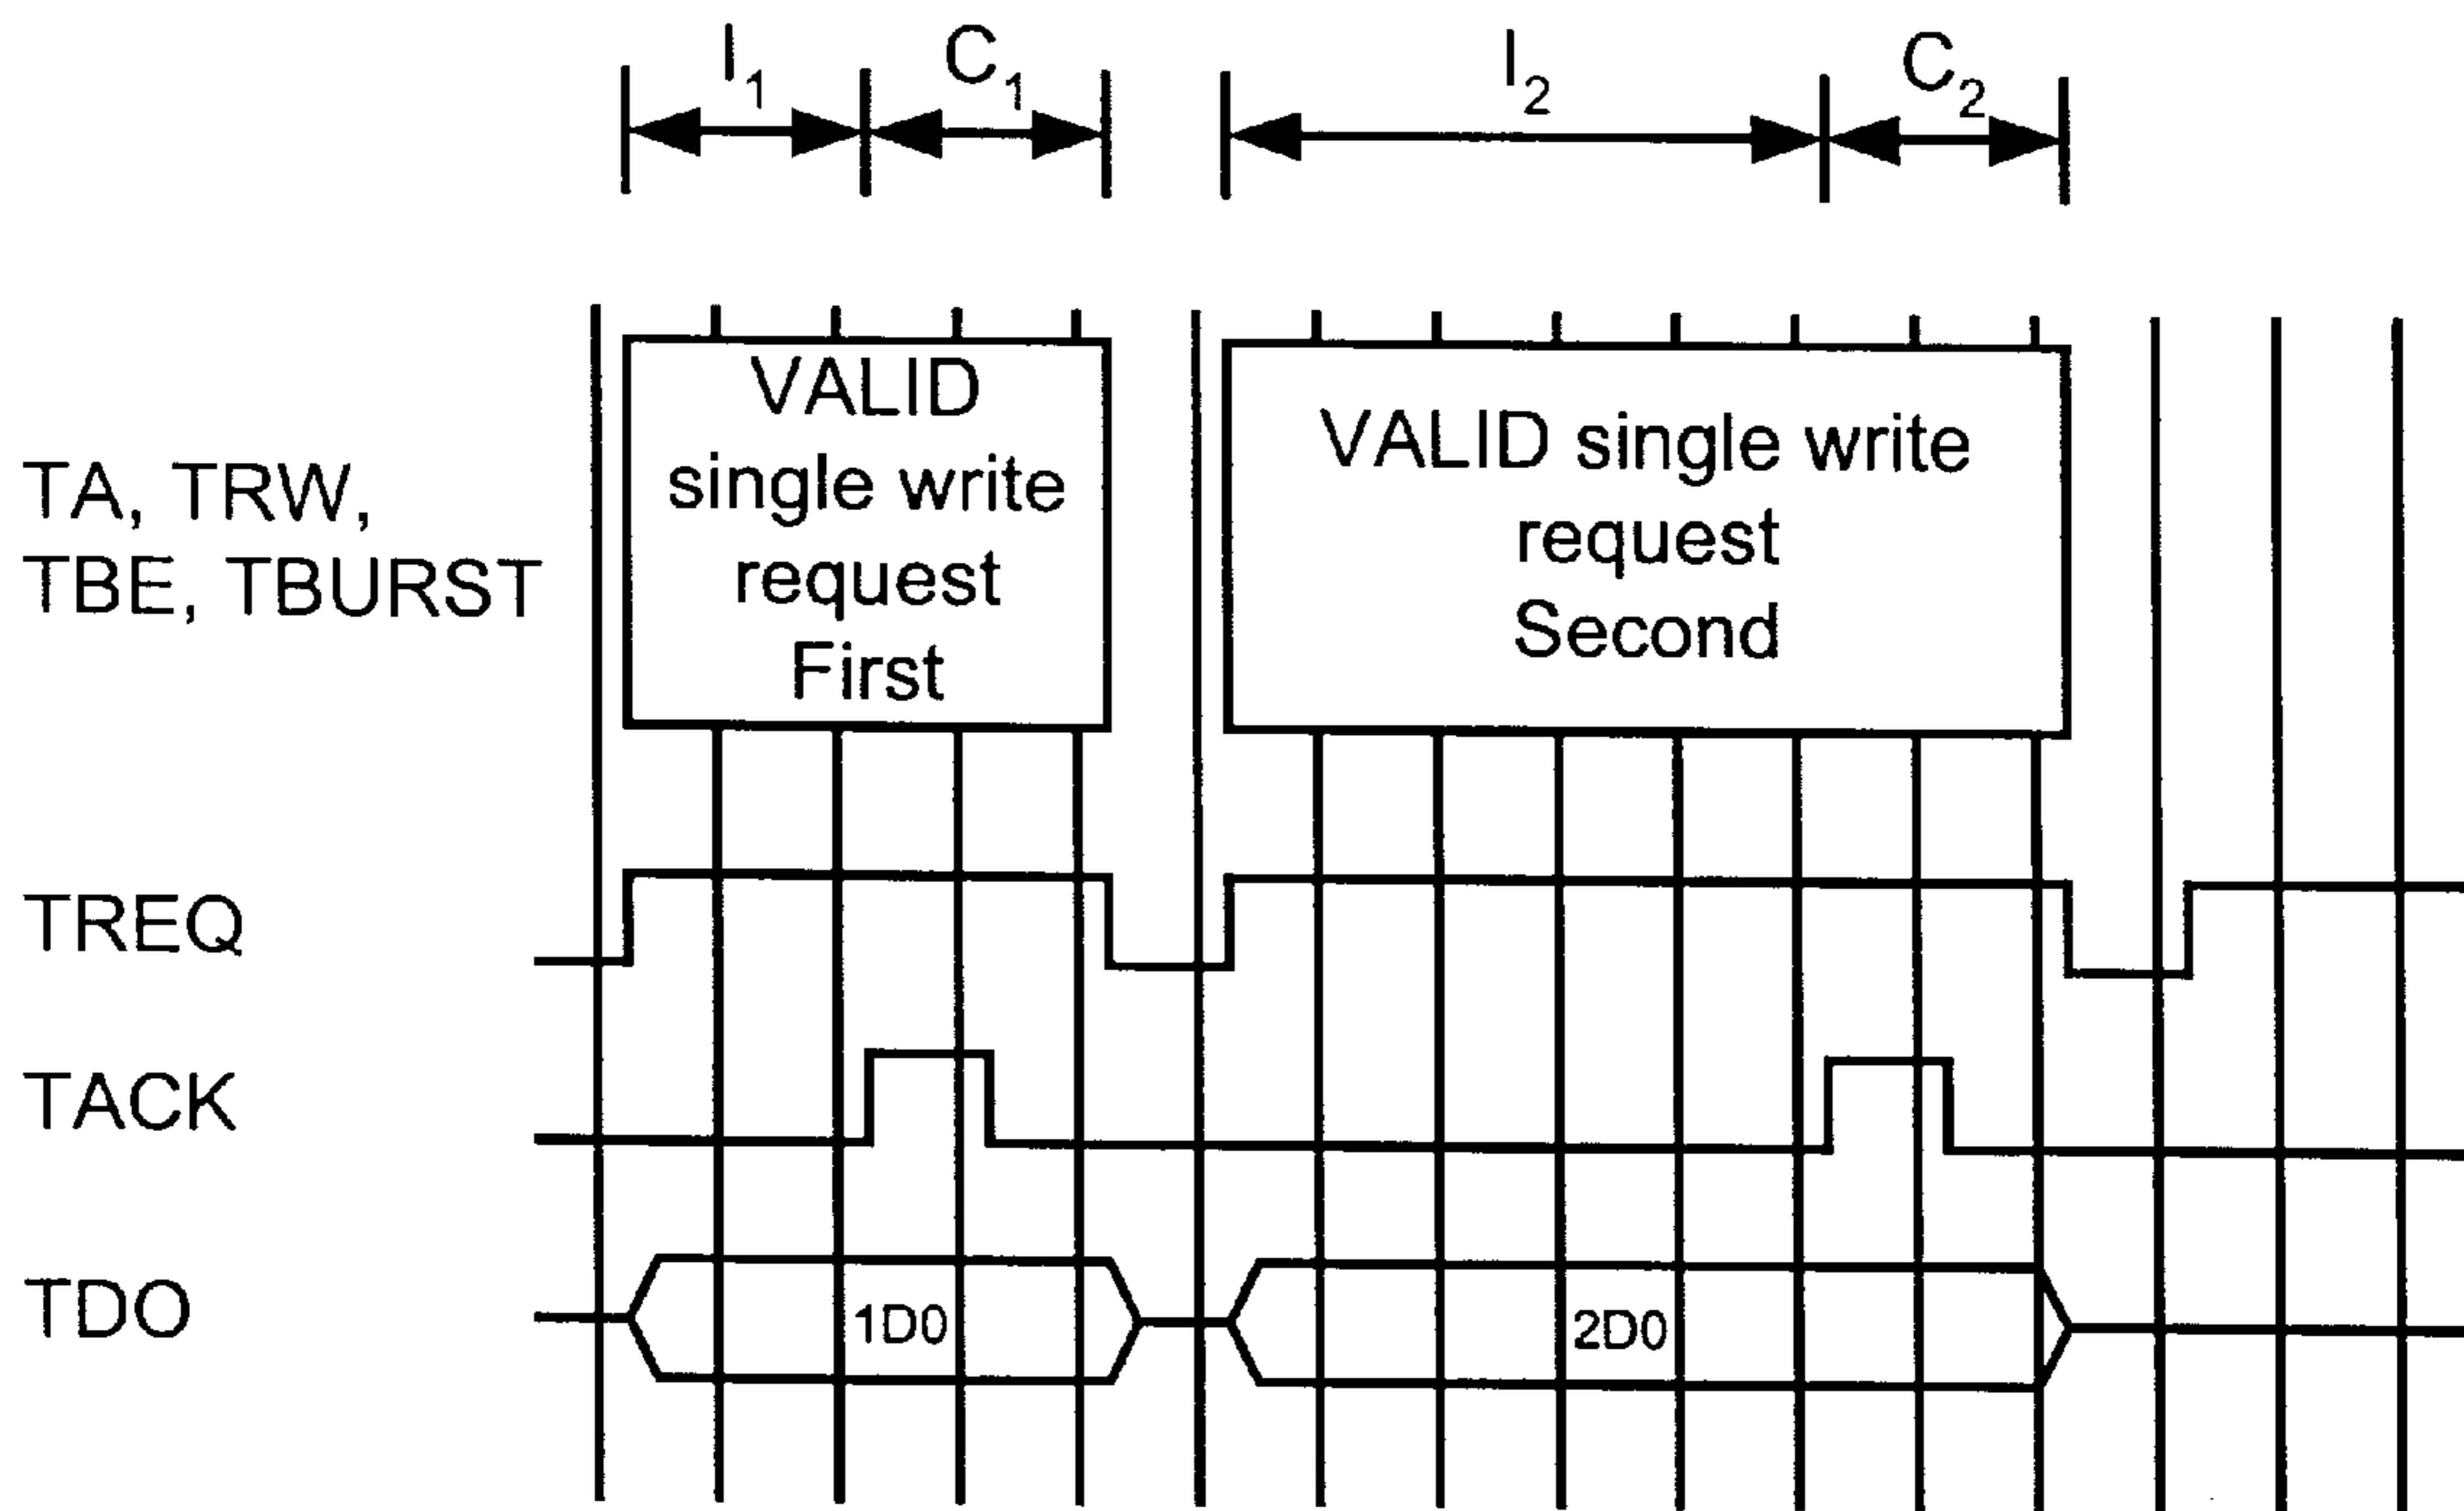 I1 C1 I2 C2
VALID
single write
request
First
VALID single write
request
Second
TA, TRW,
TBE, TBURST
TREQ
TACK
TDO
1D0
2D0